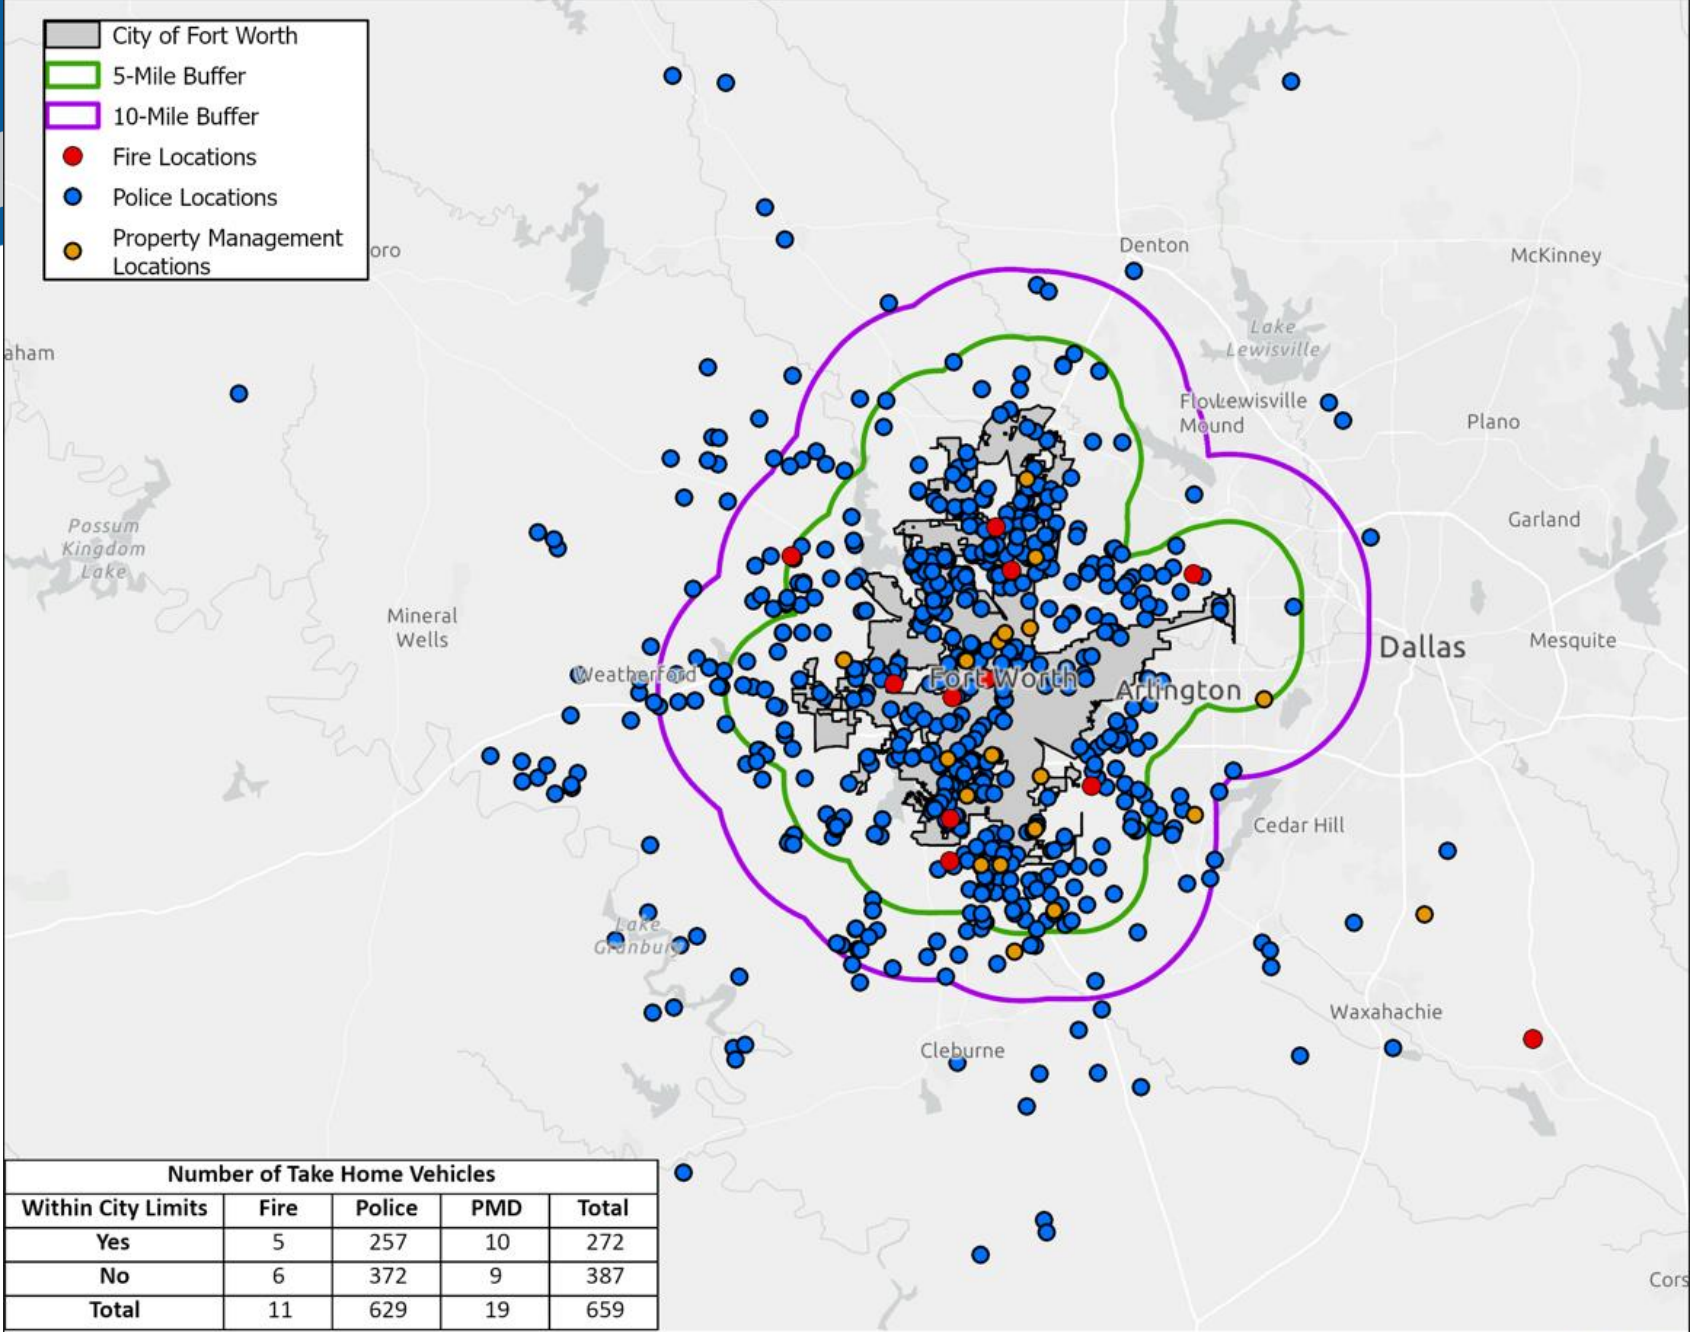 City of Fort Worth
5-Mile Buffer
10-Mile Buffer
Fire Locations
Police Locations
Property Management
Locations
oro
Denton
McKinney
Lake
Lewisville
aham
Lewisville
Mound
Plano
Possum
Kingdom
Lake
Garland
Mineral
Wells
Dallas
Mesquite
Weatherford
Fort Worth
Arlington
Cedar Hill
Lake
Granbury
Waxahachie
Cleburne
Cors
Number of Take Home Vehicles
Within City Limits Fire Police PMD Total
Yes 5 257 10 272
No 6 372 9 387
Total 11 629 19 659